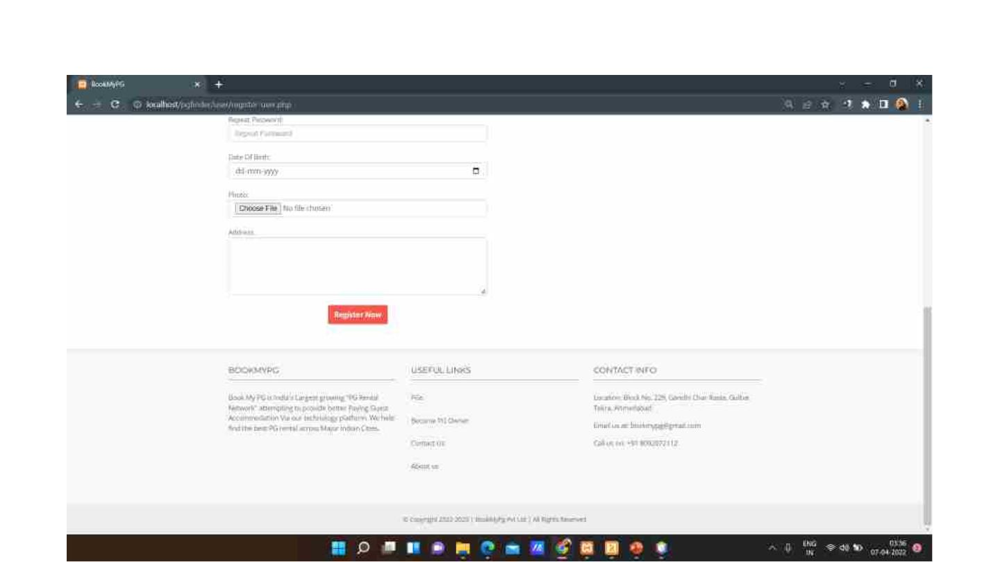 BookMyPG
localhost/pgfinder/user/register-user.php
Repeat Password:
Repeat Password
Date Of Birth:
dd-mm-yyyy
Photo:
Choose File No file chosen
Address:
Register Now
BOOKMYPG
Book My PG is India's Largest growing "PG Rental
Network" attempting to provide better Paying Guest
Accommodation Via our technology platform. We help
find the best PG rental across Major Indian Cities.
USEFUL LINKS
PGs
Become PG Owner
Contact Us
About us
CONTACT INFO
Location: Block No. 229, Gandhi Char Rasta, Gulbai
Tekra, Ahmedabad
Email us at: bookmypg@gmail.com
Call us on: +91
© Copyright 2022-2023 | BookMyPg Pvt Ltd | All Rights Reserved
ENG
IN
03:36
07-04-2022